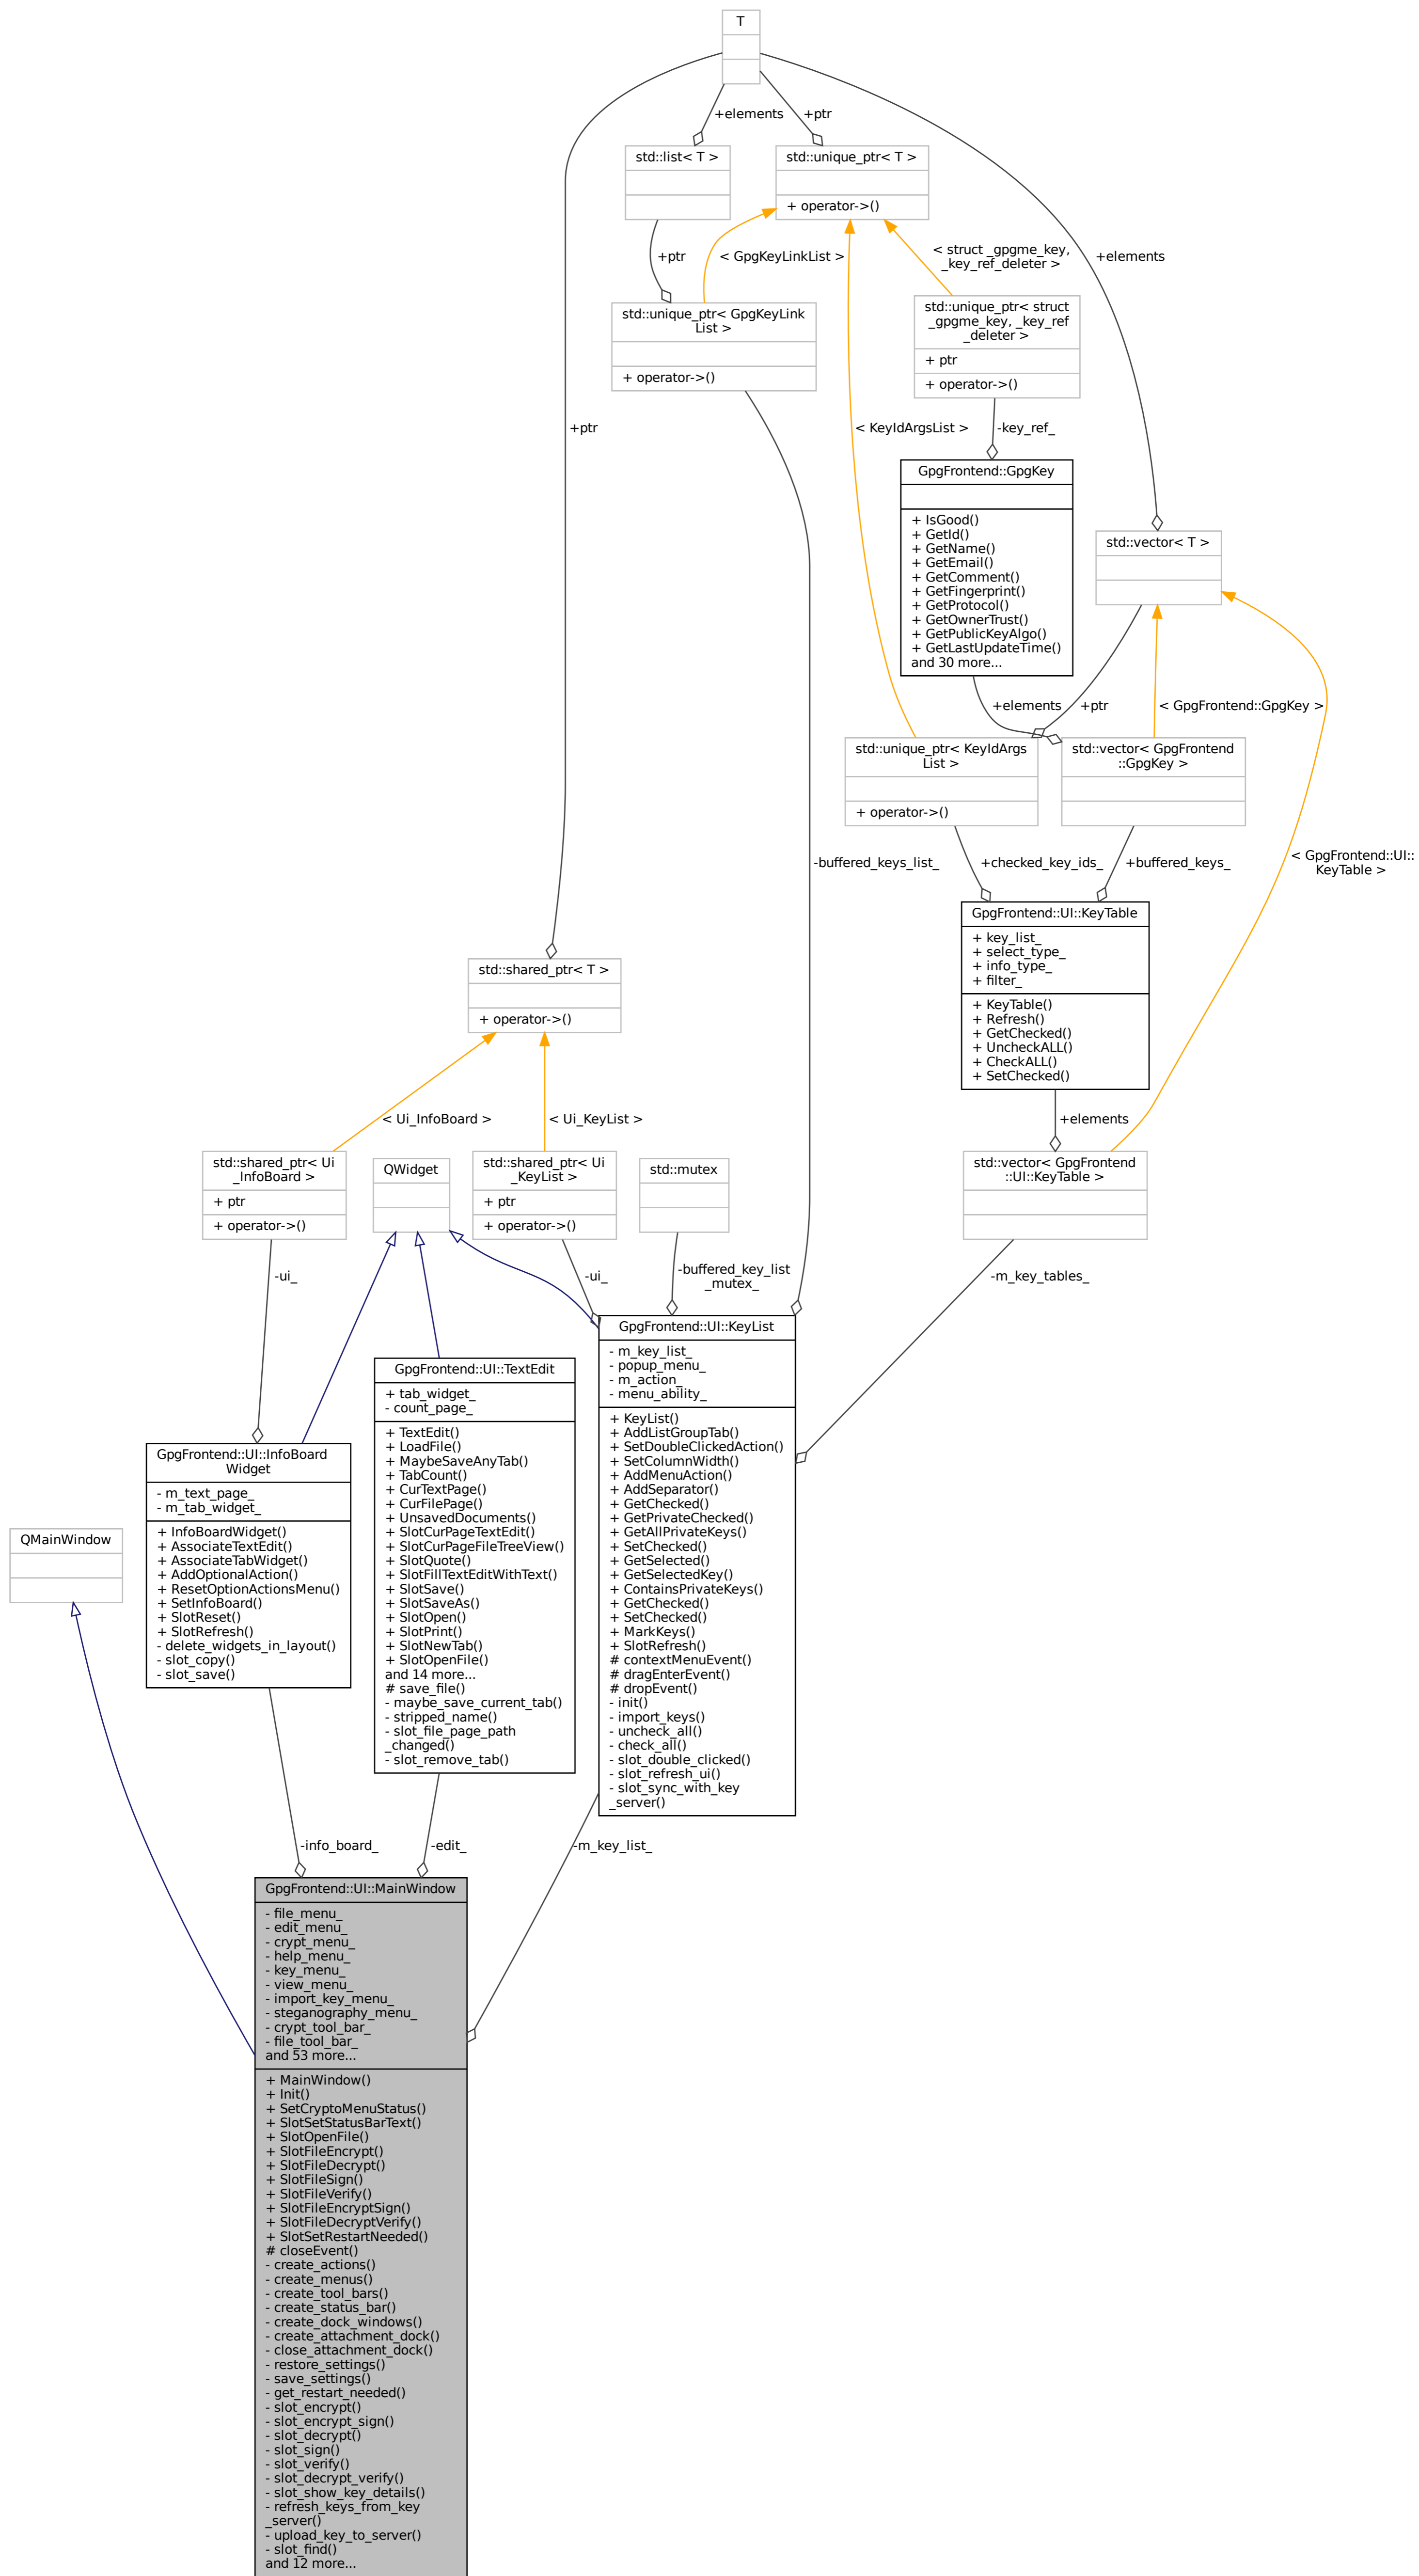 T
+elements
+ptr
std::list< T >
std::unique_ptr< T >
+ operator->()
+ptr
< GpgKeyLinkList >
< struct _gpgme_key,
_key_ref_deleter >
+elements
std::unique_ptr< GpgKeyLink
List >
+ operator->()
std::unique_ptr< struct
_gpgme_key, _key_ref
_deleter >
+ ptr
+ operator->()
+ptr
< KeyIdArgsList >
-key_ref_
GpgFrontend::GpgKey
+ IsGood()
+ GetId()
+ GetName()
+ GetEmail()
+ GetComment()
+ GetFingerprint()
+ GetProtocol()
+ GetOwnerTrust()
+ GetPublicKeyAlgo()
+ GetLastUpdateTime()
and 30 more...
std::vector< T >
+elements
+ptr
< GpgFrontend::GpgKey >
std::unique_ptr< KeyIdArgs
List >
+ operator->()
std::vector< GpgFrontend
::GpgKey >
-buffered_keys_list_
+checked_key_ids_
+buffered_keys_
< GpgFrontend::UI::
KeyTable >
GpgFrontend::UI::KeyTable
+ key_list_
+ select_type_
+ info_type_
+ filter_
+ KeyTable()
+ Refresh()
+ GetChecked()
+ UncheckALL()
+ CheckALL()
+ SetChecked()
std::shared_ptr< T >
+ operator->()
< Ui_InfoBoard >
< Ui_KeyList >
+elements
std::shared_ptr< Ui
_InfoBoard >
+ ptr
+ operator->()
QWidget
std::shared_ptr< Ui
_KeyList >
+ ptr
+ operator->()
std::mutex
std::vector< GpgFrontend
::UI::KeyTable >
-ui_
-ui_
-buffered_key_list
_mutex_
-m_key_tables_
GpgFrontend::UI::InfoBoard
Widget
- m_text_page_
- m_tab_widget_
+ InfoBoardWidget()
+ AssociateTextEdit()
+ AssociateTabWidget()
+ AddOptionalAction()
+ ResetOptionActionsMenu()
+ SetInfoBoard()
+ SlotReset()
+ SlotRefresh()
- delete_widgets_in_layout()
- slot_copy()
- slot_save()
GpgFrontend::UI::TextEdit
+ tab_widget_
- count_page_
+ TextEdit()
+ LoadFile()
+ MaybeSaveAnyTab()
+ TabCount()
+ CurTextPage()
+ CurFilePage()
+ UnsavedDocuments()
+ SlotCurPageTextEdit()
+ SlotCurPageFileTreeView()
+ SlotQuote()
+ SlotFillTextEditWithText()
+ SlotSave()
+ SlotSaveAs()
+ SlotOpen()
+ SlotPrint()
+ SlotNewTab()
+ SlotOpenFile()
and 14 more...
# save_file()
- maybe_save_current_tab()
- stripped_name()
- slot_file_page_path
_changed()
- slot_remove_tab()
GpgFrontend::UI::KeyList
- m_key_list_
- popup_menu_
- m_action_
- menu_ability_
+ KeyList()
+ AddListGroupTab()
+ SetDoubleClickedAction()
+ SetColumnWidth()
+ AddMenuAction()
+ AddSeparator()
+ GetChecked()
+ GetPrivateChecked()
+ GetAllPrivateKeys()
+ SetChecked()
+ GetSelected()
+ GetSelectedKey()
+ ContainsPrivateKeys()
+ GetChecked()
+ SetChecked()
+ MarkKeys()
+ SlotRefresh()
# contextMenuEvent()
# dragEnterEvent()
# dropEvent()
- init()
- import_keys()
- uncheck_all()
- check_all()
- slot_double_clicked()
- slot_refresh_ui()
- slot_sync_with_key
_server()
QMainWindow
-info_board_
-edit_
-m_key_list_
GpgFrontend::UI::MainWindow
- file_menu_
- edit_menu_
- crypt_menu_
- help_menu_
- key_menu_
- view_menu_
- import_key_menu_
- steganography_menu_
- crypt_tool_bar_
- file_tool_bar_
and 53 more...
+ MainWindow()
+ Init()
+ SetCryptoMenuStatus()
+ SlotSetStatusBarText()
+ SlotOpenFile()
+ SlotFileEncrypt()
+ SlotFileDecrypt()
+ SlotFileSign()
+ SlotFileVerify()
+ SlotFileEncryptSign()
+ SlotFileDecryptVerify()
+ SlotSetRestartNeeded()
# closeEvent()
- create_actions()
- create_menus()
- create_tool_bars()
- create_status_bar()
- create_dock_windows()
- create_attachment_dock()
- close_attachment_dock()
- restore_settings()
- save_settings()
- get_restart_needed()
- slot_encrypt()
- slot_encrypt_sign()
- slot_decrypt()
- slot_sign()
- slot_verify()
- slot_decrypt_verify()
- slot_show_key_details()
- refresh_keys_from_key
_server()
- upload_key_to_server()
- slot_find()
and 12 more...